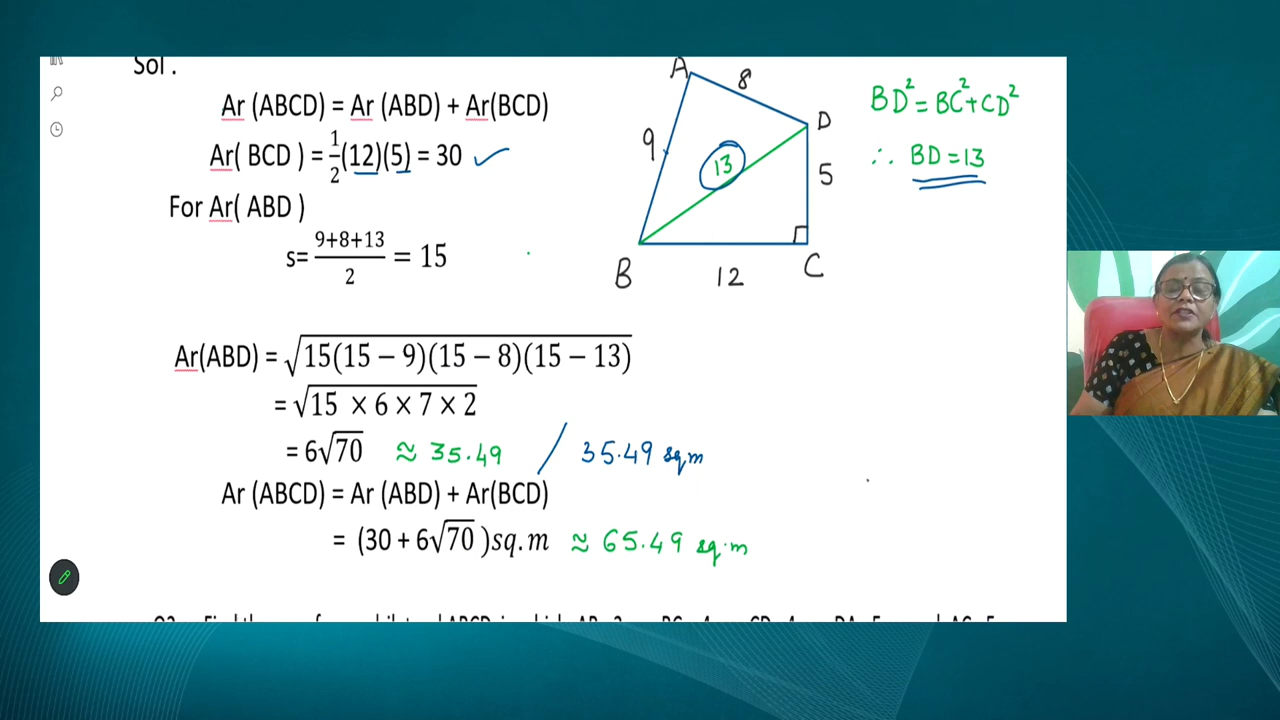 Sol .
Ar (ABCD) = Ar (ABD) + Ar(BCD)
Ar( BCD ) = 1/2 (12)(5) = 30 ✓
For Ar( ABD )
s= (9+8+13)/2 = 15
A
8
D
9
13
5
B
12
C
BD² = BC² + CD²
∴ BD = 13
Ar(ABD) = √(15(15 − 9)(15 − 8)(15 − 13))
= √(15 × 6 × 7 × 2)
= 6√70 ≈ 35.49 / 35.49 sq.m
Ar (ABCD) = Ar (ABD) + Ar(BCD)
= (30 + 6√70 )sq.m ≈ 65.49 sq.m